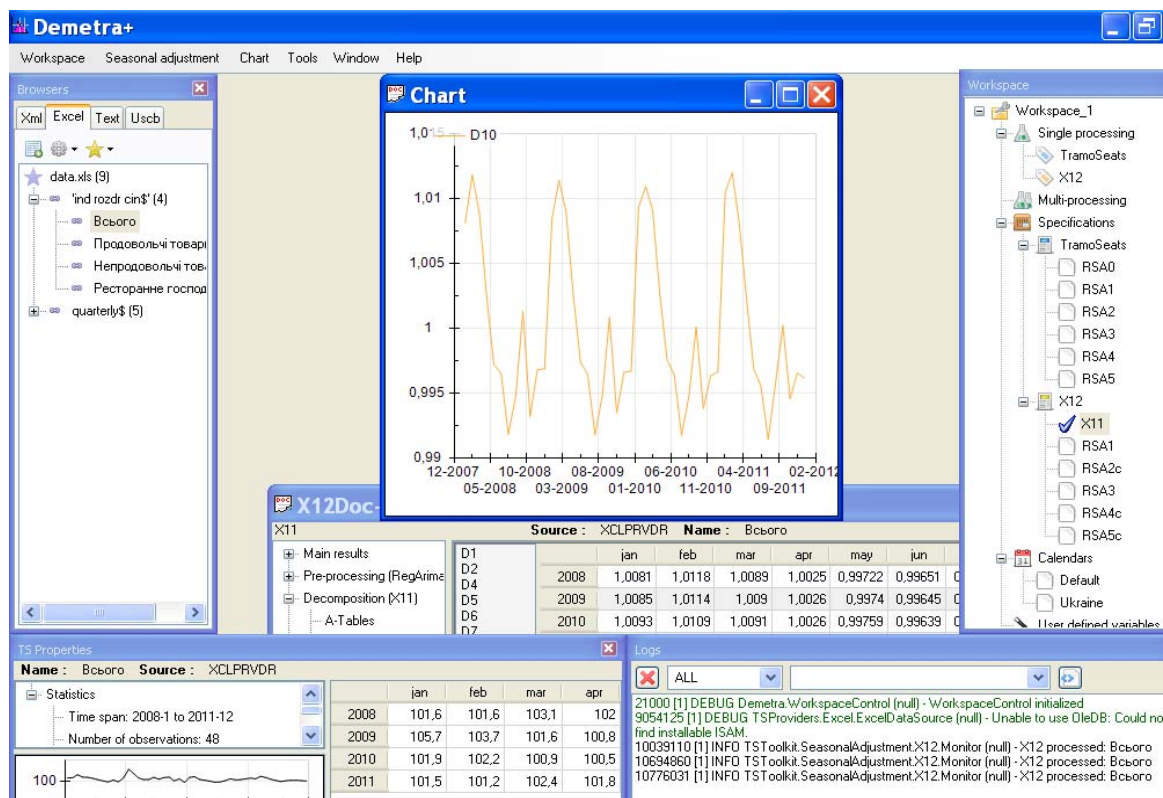 Demetra+
Workspace Seasonal adjustment Chart Tools Window Help
Browsers
Xml Excel Text Uscb
data.xls (9)
'ind rozdr cin$' (4)
Всього
Продовольчі товар
Непродовольчі тов
Ресторанне господ
quarterly$ (5)
Chart
D10
1,015
1,01
1,005
1
0,995
0,99
12-2007 10-2008 08-2009 06-2010 04-2011 02-2012
05-2008 03-2009 01-2010 11-2010 09-2011
Workspace
Workspace_1
Single processing
TramoSeats
X12
Multi-processing
Specifications
TramoSeats
RSA0
RSA1
RSA2
RSA3
RSA4
RSA5
X12
X11
RSA1
RSA2c
RSA3
RSA4c
RSA5c
Calendars
Default
Ukraine
User defined variables
X12Doc-
X11 Source : XCLPRVDR Name : Всього
Main results
Pre-processing (RegArima
Decomposition (X11)
A-Tables
D1
D2
D4
D5
D6
D7
jan feb mar apr may jun
2008 1,0081 1,0118 1,0089 1,0025 0,99722 0,99651
2009 1,0085 1,0114 1,009 1,0026 0,9974 0,99645
2010 1,0093 1,0109 1,0091 1,0026 0,99759 0,99639
TS Properties
Name : Всього Source : XCLPRVDR
Statistics
Time span: 2008-1 to 2011-12
Number of observations: 48
100
jan feb mar apr
2008 101,6 101,6 103,1 102
2009 105,7 103,7 101,6 100,8
2010 101,9 102,2 100,9 100,5
2011 101,5 101,2 102,4 101,8
Logs
ALL
21000 [1] DEBUG Demetra.WorkspaceControl (null) - WorkspaceControl initialized
9054125 [1] DEBUG TSProviders.Excel.ExcelDataSource (null) - Unable to use OleDB: Could no
find installable ISAM.
10039110 [1] INFO TSToolkit.SeasonalAdjustment.X12.Monitor (null) - X12 processed: Всього
10694860 [1] INFO TSToolkit.SeasonalAdjustment.X12.Monitor (null) - X12 processed: Всього
10776031 [1] INFO TSToolkit.SeasonalAdjustment.X12.Monitor (null) - X12 processed: Всього